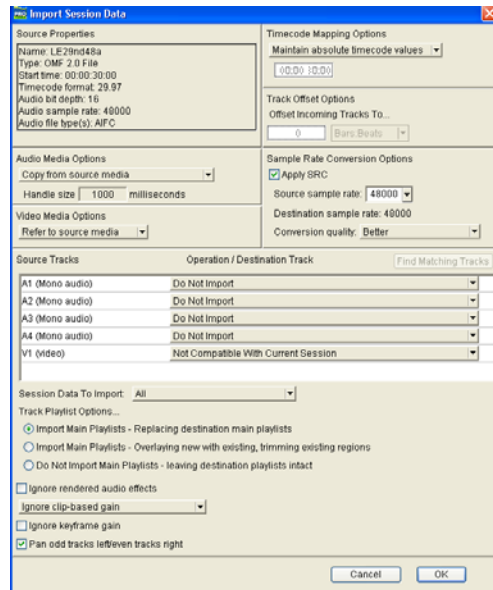 Import Session Data
Source Properties
Name: LE29nd48a
Type: OMF 2.0 File
Start time: 00:00:30:00
Timecode format: 29.97
Audio bit depth: 16
Audio sample rate: 48000
Audio file type(s): AIFC
Timecode Mapping Options
Maintain absolute timecode values
Track Offset Options
Offset Incoming Tracks To...
0 Bars:Beats
Audio Media Options
Copy from source media
Handle size 1000 milliseconds
Video Media Options
Refer to source media
Sample Rate Conversion Options
Apply SRC
Source sample rate: 48000
Destination sample rate: 48000
Conversion quality: Better
Source Tracks Operation / Destination Track Find Matching Tracks
A1 (Mono audio) Do Not Import
A2 (Mono audio) Do Not Import
A3 (Mono audio) Do Not Import
A4 (Mono audio) Do Not Import
V1 (video) Not Compatible With Current Session
Session Data To Import: All
Track Playlist Options...
Import Main Playlists - Replacing destination main playlists
Import Main Playlists - Overlaying new with existing, trimming existing regions
Do Not Import Main Playlists - leaving destination playlists intact
Ignore rendered audio effects
Ignore clip-based gain
Ignore keyframe gain
Pan odd tracks left/even tracks right
Cancel OK